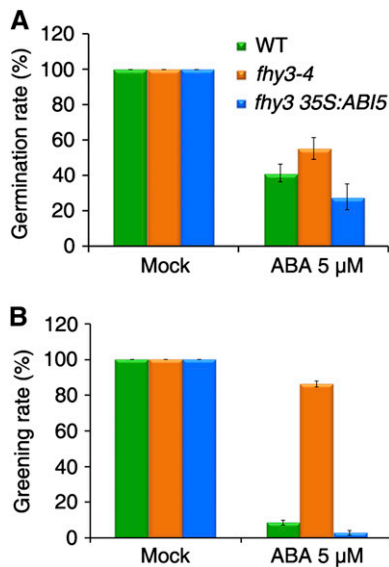 A
WT
fhy3-4
fhy3 35S:ABI5
Germination rate (%)
120
100
80
60
40
20
0
Mock
ABA 5 µM
B
Greening rate (%)
120
100
80
60
40
20
0
Mock
ABA 5 µM